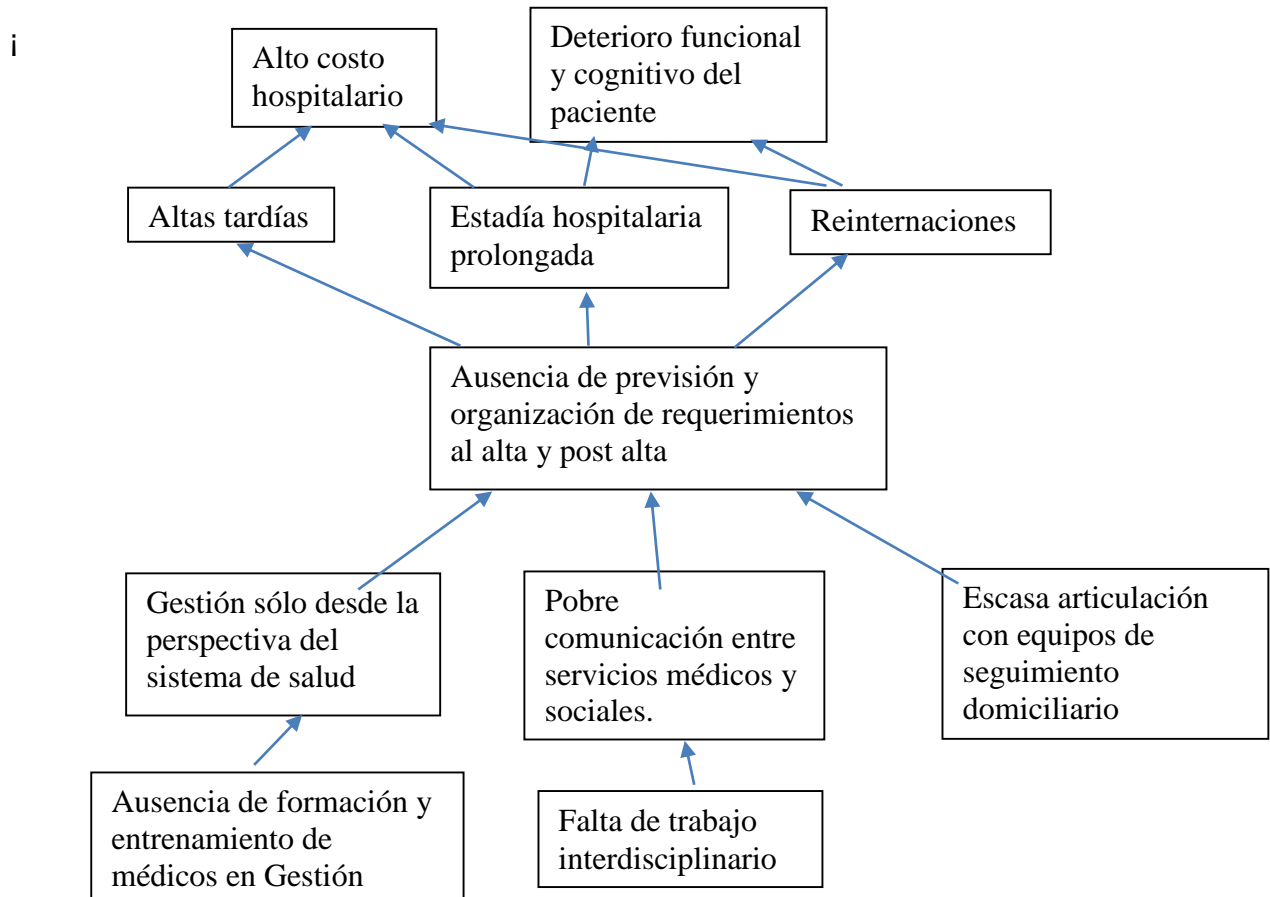 ¡
Alto costo
hospitalario
Deterioro funcional
y cognitivo del
paciente
Altas tardías
Estadía hospitalaria
prolongada
Reinternaciones
Ausencia de previsión y
organización de requerimientos
al alta y post alta
Gestión sólo desde la
perspectiva del
sistema de salud
Pobre
comunicación entre
servicios médicos y
sociales.
Escasa articulación
con equipos de
seguimiento
domiciliario
Ausencia de formación y
entrenamiento de
médicos en Gestión
Falta de trabajo
interdisciplinario